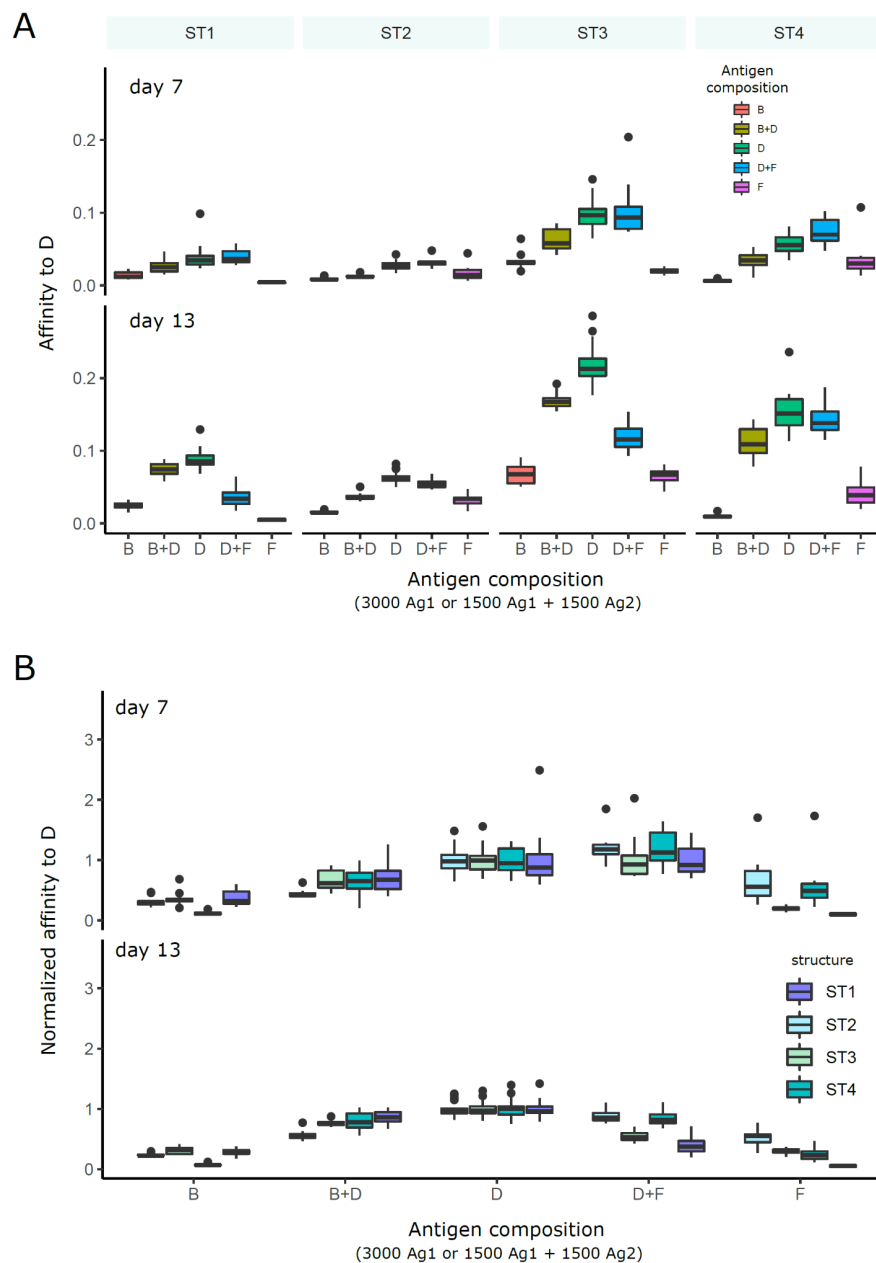 A
ST1 ST2 ST3 ST4
day 7
Antigen
composition
B
B+D
D
D+F
F
0.2
0.1
0.0
Affinity to D
day 13
0.2
0.1
0.0
B B+D D D+F F B B+D D D+F F B B+D D D+F F B B+D D D+F F
Antigen composition
(3000 Ag1 or 1500 Ag1 + 1500 Ag2)
B
day 7
3
2
1
0
Normalized affinity to D
day 13
structure
ST1
ST2
ST3
ST4
3
2
1
0
B B+D D D+F F
Antigen composition
(3000 Ag1 or 1500 Ag1 + 1500 Ag2)